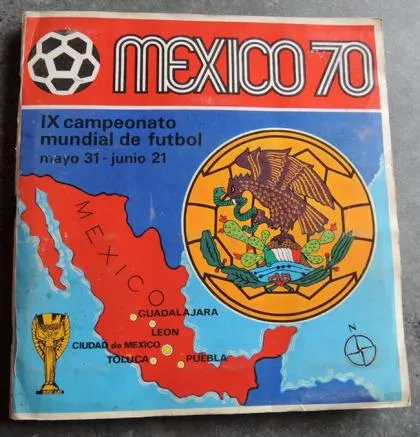 MEXICO 70
IX campeonato
mundial de futbol
mayo 31 - junio 21
MEXICO
GUADALAJARA
LEON
CIUDAD de MEXICO
TOLUCA
PUEBLA
N